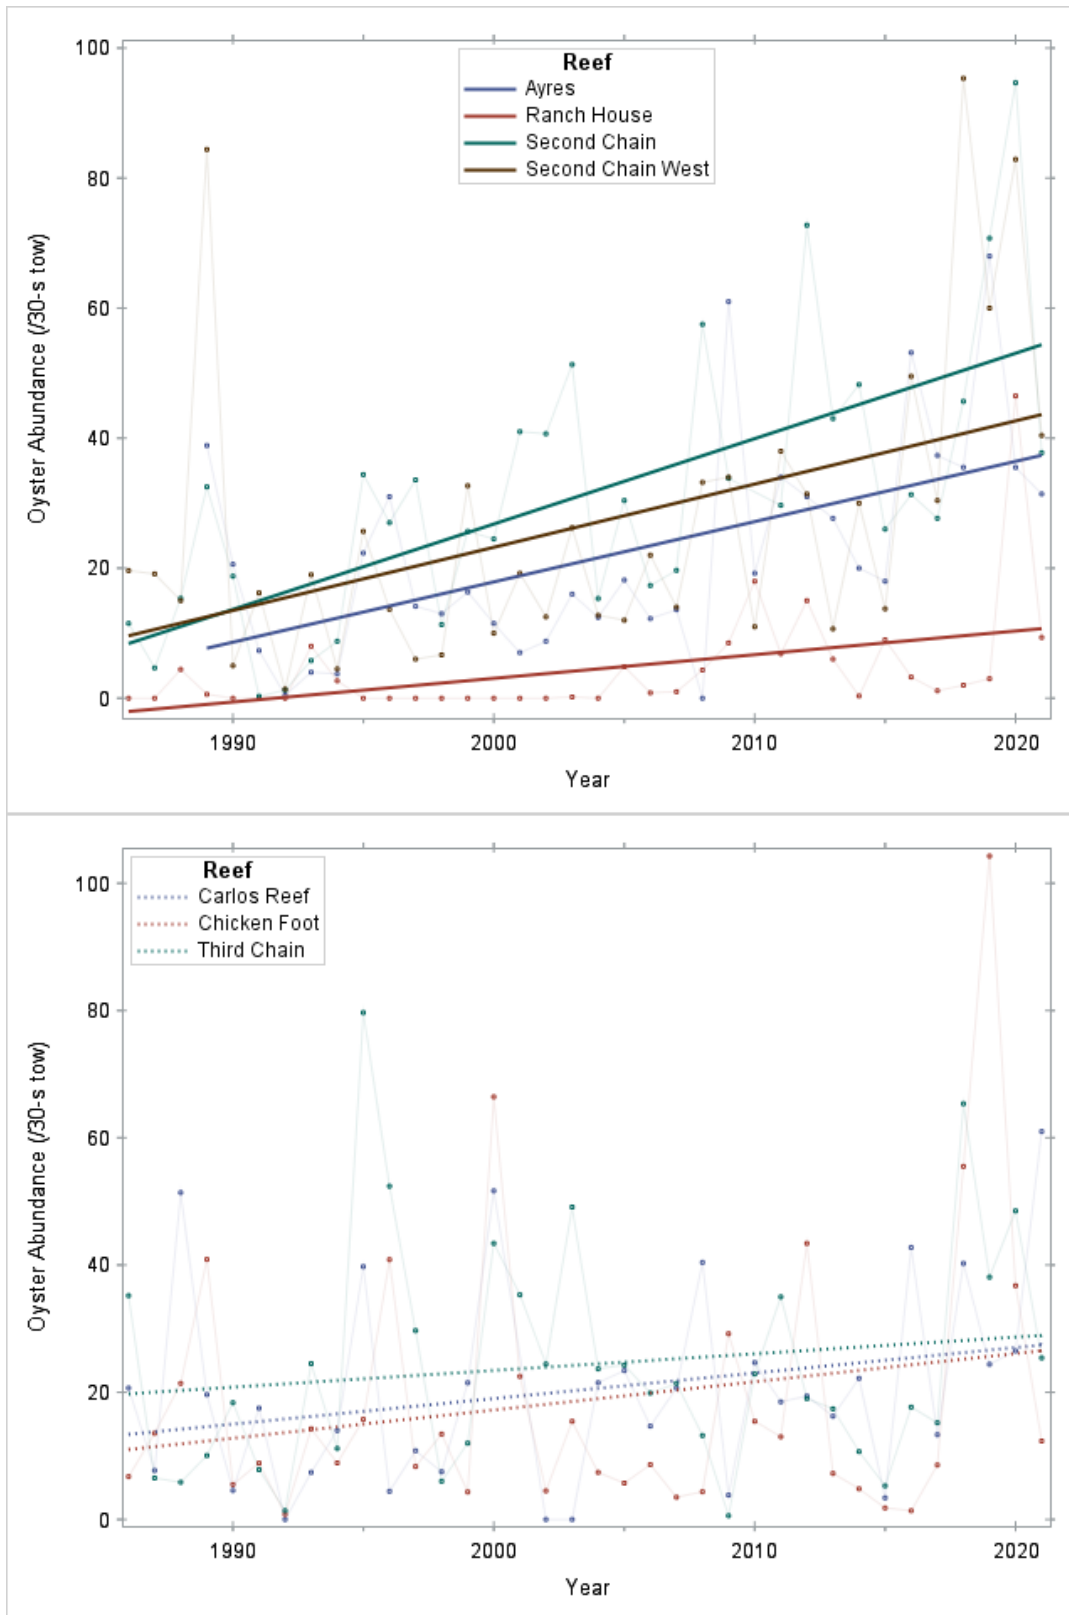 100
80
60
40
20
0
Oyster Abundance (/30-s tow)
Reef
Ayres
Ranch House
Second Chain
Second Chain West
1990
2000
2010
2020
Year
100
80
60
40
20
0
Oyster Abundance (/30-s tow)
Reef
Carlos Reef
Chicken Foot
Third Chain
1990
2000
2010
2020
Year